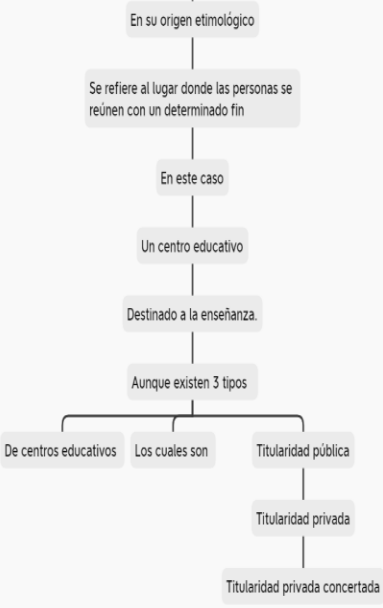 En su origen etimológico
Se refiere al lugar donde las personas se
reúnen con un determinado fin
En este caso
Un centro educativo
Destinado a la enseñanza.
Aunque existen 3 tipos
De centros educativos
Los cuales son
Titularidad pública
Titularidad privada
Titularidad privada concertada